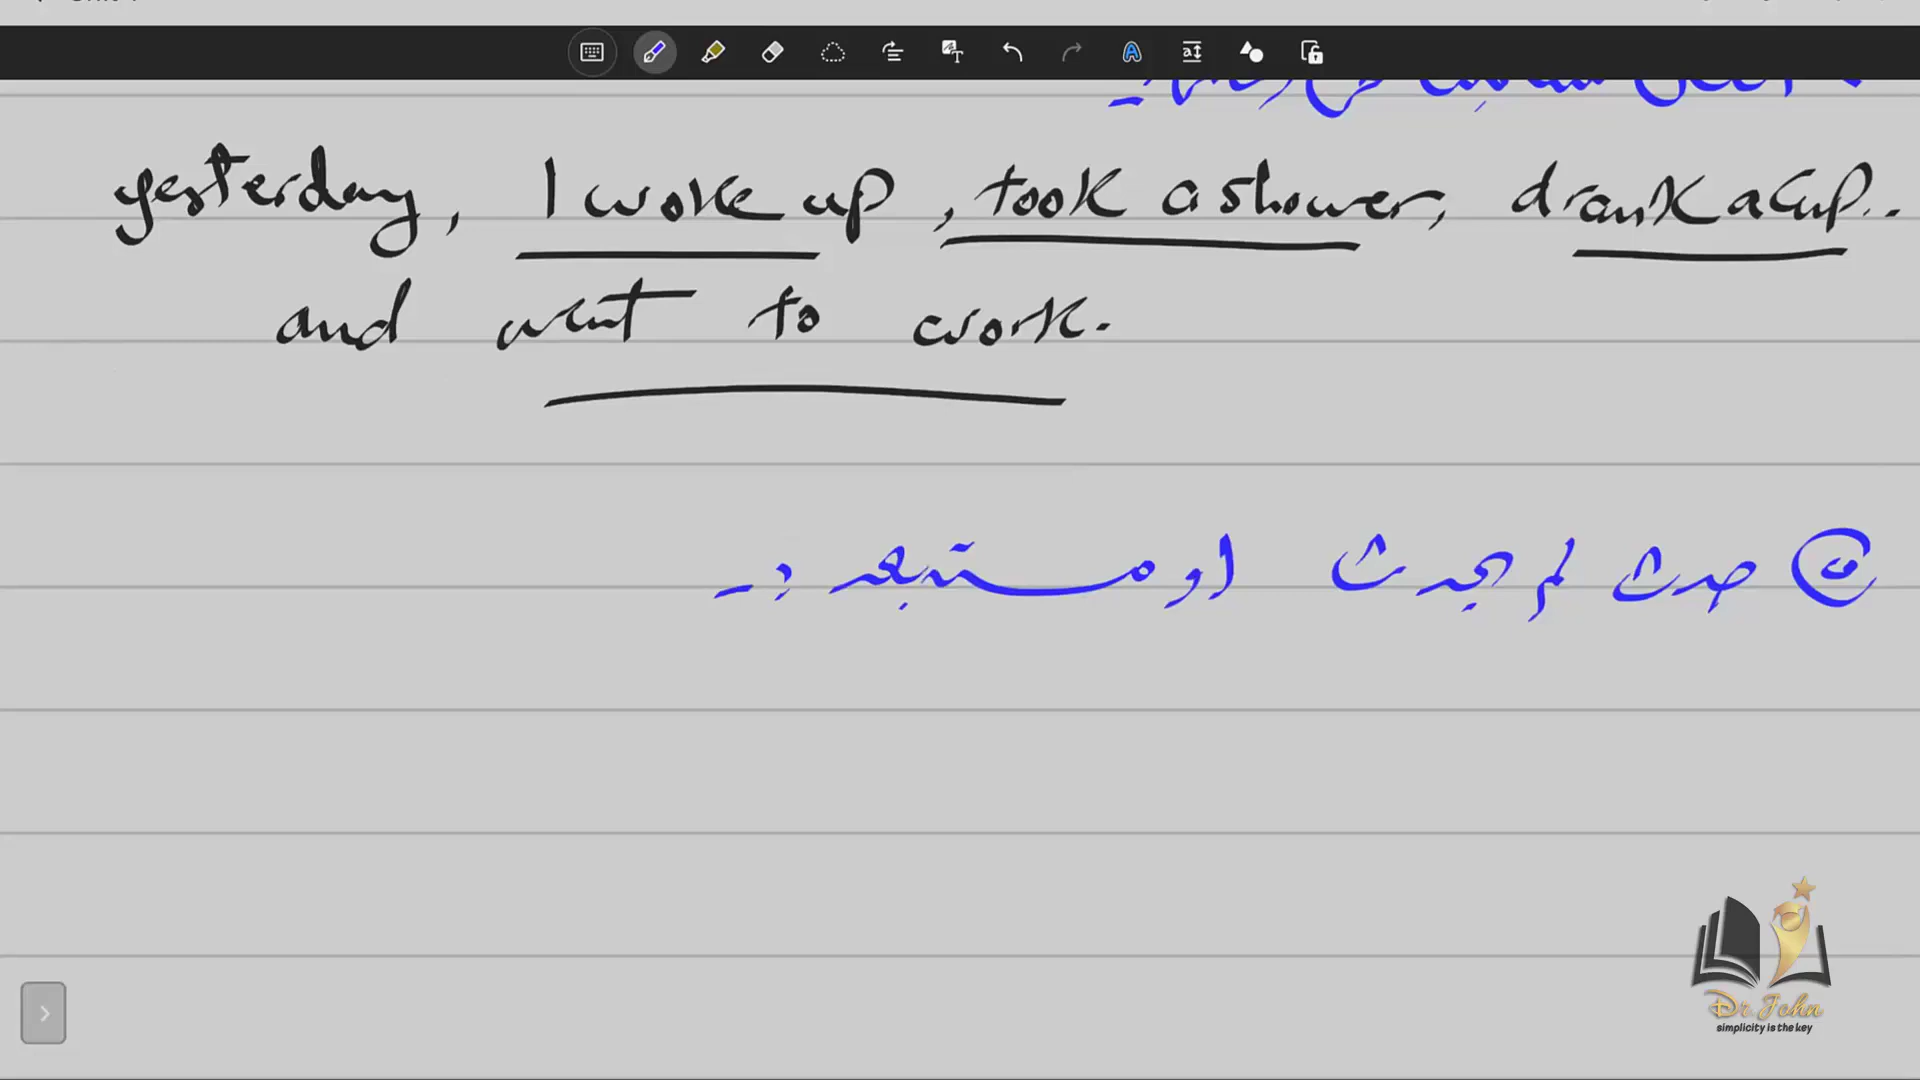 yesterday, I woke up, took a shower, drank a cup..
and went to work.
حدث لم يحدث او مستبعد :-
Dr. John
simplicity is the key